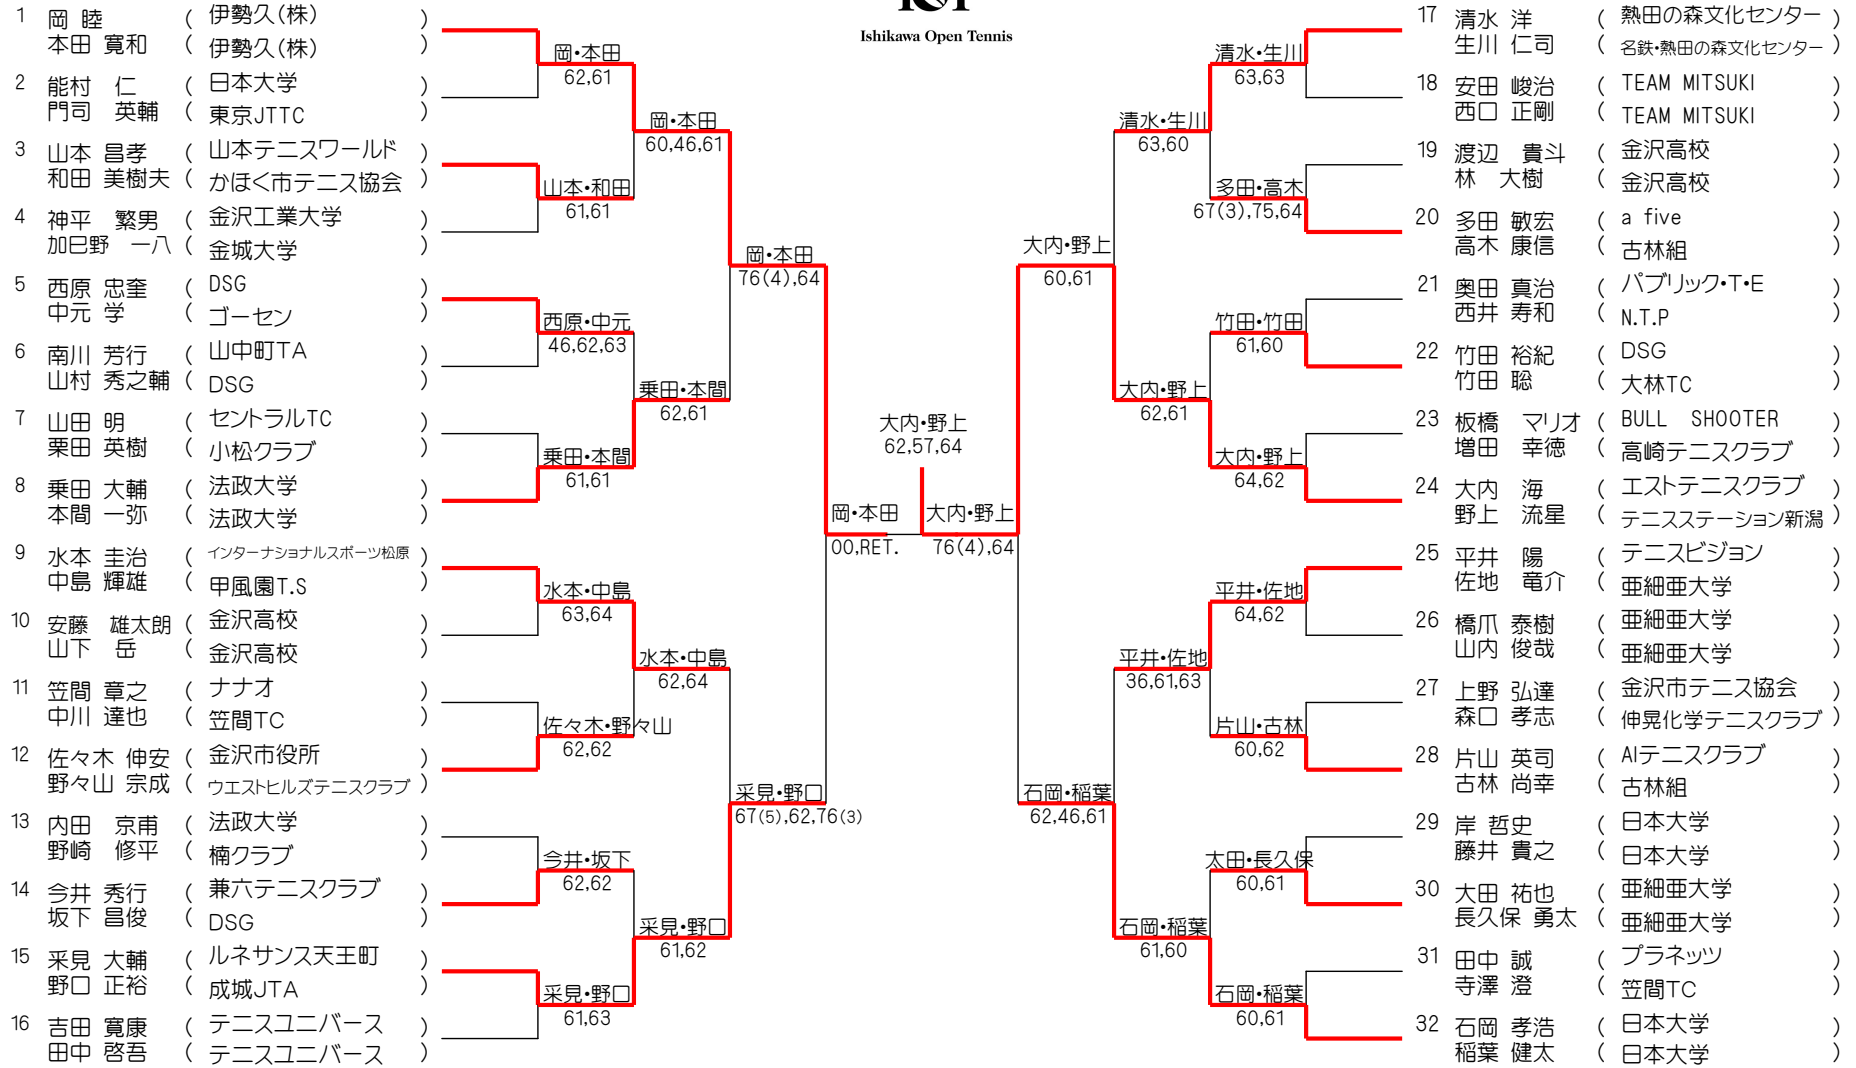 IOT
Ishikawa Open Tennis
1 岡 睦 ( 伊勢久(株) )
本田 寛和 ( 伊勢久(株) )
2 能村 仁 ( 日本大学 )
門司 英輔 ( 東京JTTC )
3 山本 昌孝 ( 山本テニスワールド )
和田 美樹夫 ( かほく市テニス協会 )
4 神平 繁男 ( 金沢工業大学 )
加巳野 一八 ( 金城大学 )
5 西原 忠奎 ( DSG )
中元 学 ( ゴーセン )
6 南川 芳行 ( 山中町TA )
山村 秀之輔 ( DSG )
7 山田 明 ( セントラルTC )
栗田 英樹 ( 小松クラブ )
8 乗田 大輔 ( 法政大学 )
本間 一弥 ( 法政大学 )
9 水本 圭治 ( インターナショナルスポーツ松原 )
中島 輝雄 ( 甲風園T.S )
10 安藤 雄太朗 ( 金沢高校 )
山下 岳 ( 金沢高校 )
11 笠間 章之 ( ナナオ )
中川 達也 ( 笠間TC )
12 佐々木 伸安 ( 金沢市役所 )
野々山 宗成 ( ウエストヒルズテニスクラブ )
13 内田 京甫 ( 法政大学 )
野崎 修平 ( 楠クラブ )
14 今井 秀行 ( 兼六テニスクラブ )
坂下 昌俊 ( DSG )
15 采見 大輔 ( ルネサンス天王町 )
野口 正裕 ( 成城JTA )
16 吉田 寛康 ( テニスユニバース )
田中 啓吾 ( テニスユニバース )
岡・本田
62,61
山本・和田
61,61
西原・中元
46,62,63
乗田・本間
61,61
水本・中島
63,64
佐々木・野々山
62,62
今井・坂下
62,62
采見・野口
61,63
岡・本田
60,46,61
乗田・本間
62,61
水本・中島
62,64
采見・野口
61,62
岡・本田
76(4),64
采見・野口
67(5),62,76(3)
岡・本田
00,RET.
大内・野上
62,57,64
大内・野上
76(4),64
大内・野上
60,61
石岡・稲葉
62,46,61
清水・生川
63,60
大内・野上
62,61
平井・佐地
36,61,63
石岡・稲葉
61,60
清水・生川
63,63
多田・高木
67(3),75,64
竹田・竹田
61,60
大内・野上
64,62
平井・佐地
64,62
片山・古林
60,62
太田・長久保
60,61
石岡・稲葉
60,61
17 清水 洋 ( 熱田の森文化センター )
生川 仁司 ( 名鉄・熱田の森文化センター )
18 安田 峻治 ( TEAM MITSUKI )
西口 正剛 ( TEAM MITSUKI )
19 渡辺 貴斗 ( 金沢高校 )
林 大樹 ( 金沢高校 )
20 多田 敏宏 ( a five )
高木 康信 ( 古林組 )
21 奥田 真治 ( パブリック・T・E )
西井 寿和 ( N.T.P )
22 竹田 裕紀 ( DSG )
竹田 聡 ( 大林TC )
23 板橋 マリオ ( BULL SHOOTER )
増田 幸徳 ( 高崎テニスクラブ )
24 大内 海 ( エストテニスクラブ )
野上 流星 ( テニスステーション新潟 )
25 平井 陽 ( テニスビジョン )
佐地 竜介 ( 亜細亜大学 )
26 橋爪 泰樹 ( 亜細亜大学 )
山内 俊哉 ( 亜細亜大学 )
27 上野 弘達 ( 金沢市テニス協会 )
森口 孝志 ( 伸晃化学テニスクラブ )
28 片山 英司 ( AIテニスクラブ )
古林 尚幸 ( 古林組 )
29 岸 哲史 ( 日本大学 )
藤井 貴之 ( 日本大学 )
30 大田 祐也 ( 亜細亜大学 )
長久保 勇太 ( 亜細亜大学 )
31 田中 誠 ( プラネッツ )
寺澤 澄 ( 笠間TC )
32 石岡 孝浩 ( 日本大学 )
稲葉 健太 ( 日本大学 )